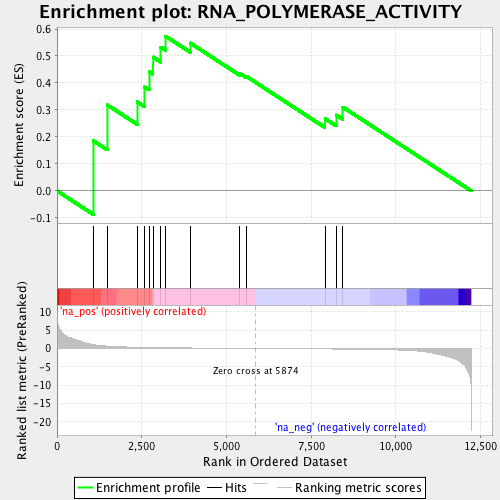 Enrichment plot: RNA_POLYMERASE_ACTIVITY
Enrichment score (ES)
0.6
0.5
0.4
0.3
0.2
0.1
0.0
-0.1
'na_pos' (positively correlated)
Ranked list metric (PreRanked)
10
5
0
-5
-10
-15
-20
Zero cross at 5874
'na_neg' (negatively correlated)
0 2,500 5,000 7,500 10,000 12,500
Rank in Ordered Dataset
Enrichment profile Hits Ranking metric scores